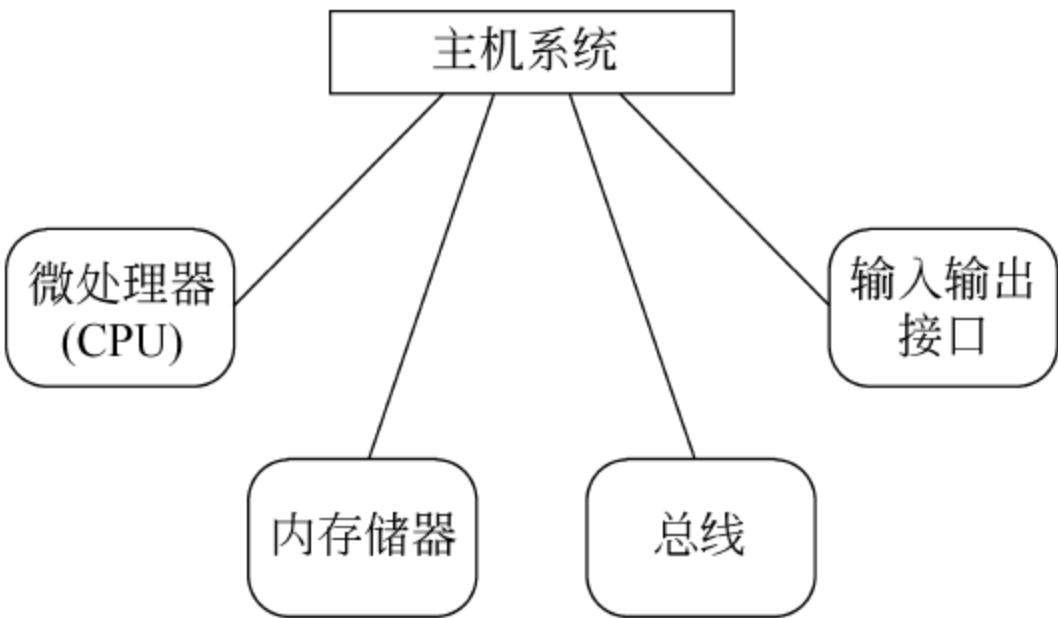 主机系统
微处理器
(CPU)
输入输出
接口
内存储器
总线